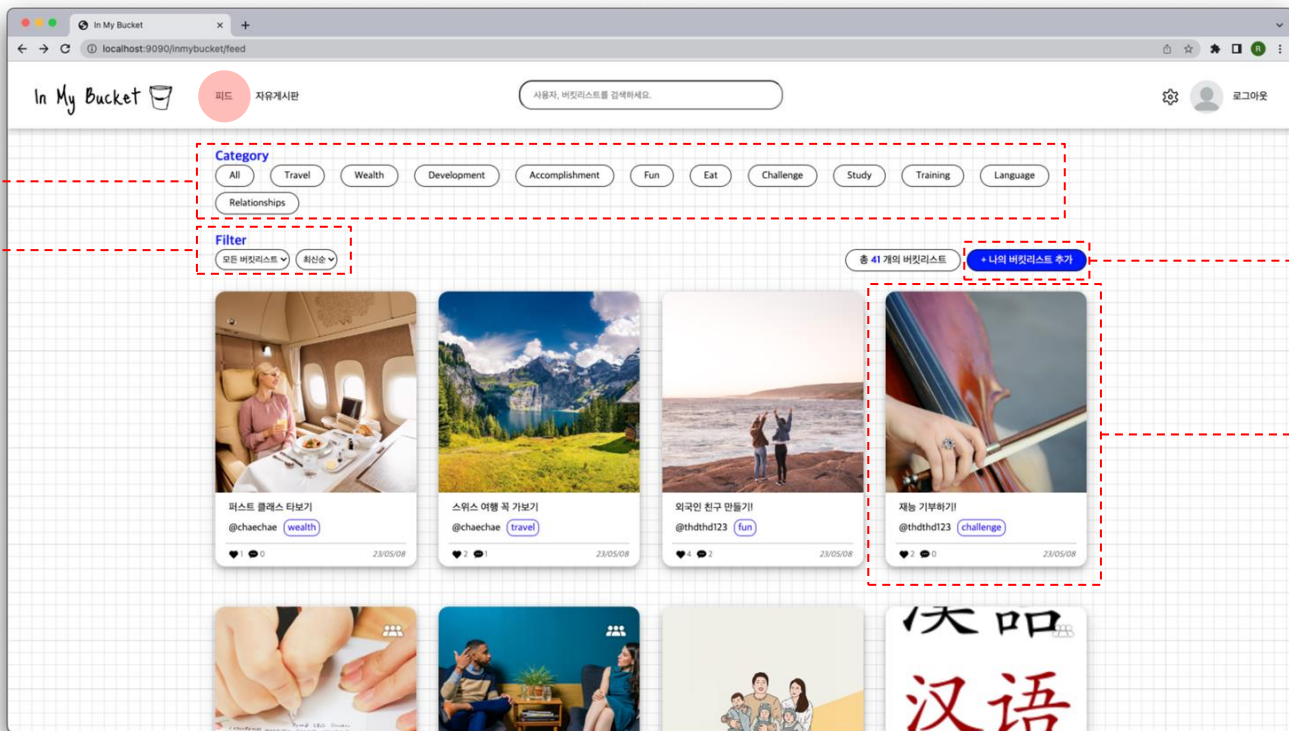 In My Bucket
localhost:9090/inmybucket/feed
R
In My Bucket
피드
자유게시판
사용자, 버킷리스트를 검색하세요.
로그아웃
Category
All
Travel
Wealth
Development
Accomplishment
Fun
Eat
Challenge
Study
Training
Language
Relationships
Filter
모든 버킷리스트
최신순
총 41 개의 버킷리스트
+ 나의 버킷리스트 추가
퍼스트 클래스 타보기
@chaechae wealth
1 0 23/05/08
스위스 여행 꼭 가보기
@chaechae travel
2 1 23/05/08
외국인 친구 만들기!
@thdthd123 fun
4 2 23/05/08
재능 기부하기!
@thdthd123 challenge
2 0 23/05/08
汉语